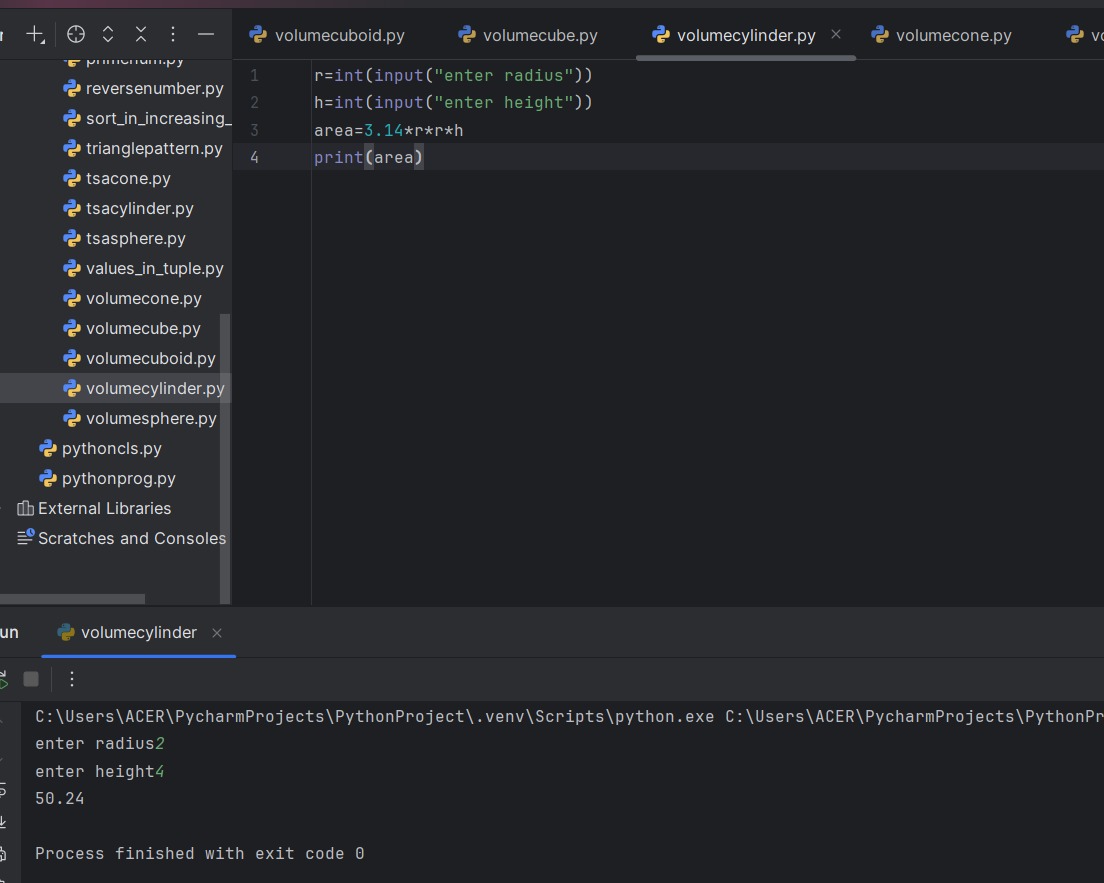 volumecuboid.py
volumecube.py
volumecylinder.py
volumecone.py
reversenumber.py
sort_in_increasing_
trianglepattern.py
tsacone.py
tsacylinder.py
tsasphere.py
values_in_tuple.py
volumecone.py
volumecube.py
volumecuboid.py
volumecylinder.py
volumesphere.py
pythoncls.py
pythonprog.py
External Libraries
Scratches and Consoles
1 r=int(input("enter radius"))
2 h=int(input("enter height"))
3 area=3.14*r*r*h
4 print(area)
un
volumecylinder
C:\Users\ACER\PycharmProjects\PythonProject\.venv\Scripts\python.exe C:\Users\ACER\PycharmProjects\PythonPr
enter radius2
enter height4
50.24
Process finished with exit code 0